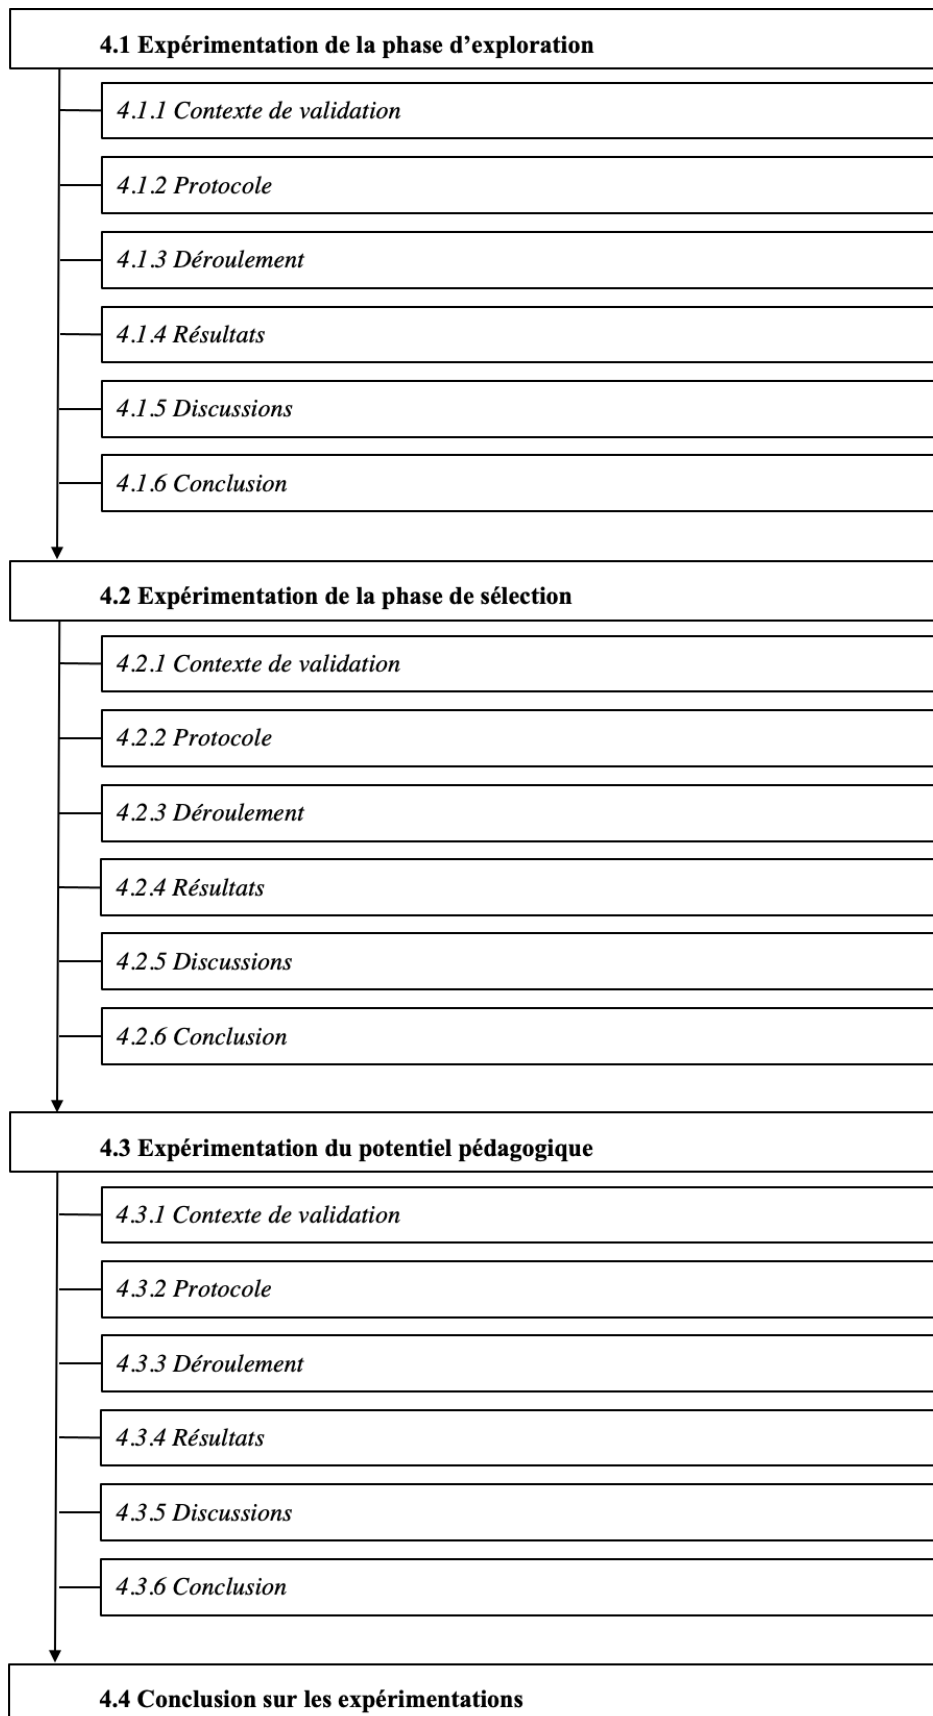 4.1 Expérimentation de la phase d’exploration
4.1.1 Contexte de validation
4.1.2 Protocole
4.1.3 Déroulement
4.1.4 Résultats
4.1.5 Discussions
4.1.6 Conclusion
4.2 Expérimentation de la phase de sélection
4.2.1 Contexte de validation
4.2.2 Protocole
4.2.3 Déroulement
4.2.4 Résultats
4.2.5 Discussions
4.2.6 Conclusion
4.3 Expérimentation du potentiel pédagogique
4.3.1 Contexte de validation
4.3.2 Protocole
4.3.3 Déroulement
4.3.4 Résultats
4.3.5 Discussions
4.3.6 Conclusion
4.4 Conclusion sur les expérimentations